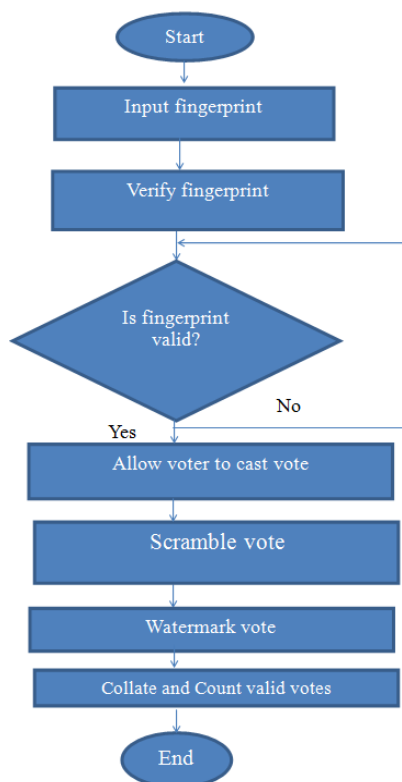 Start
Input fingerprint
Verify fingerprint
Is fingerprint
valid?
No
Yes
Allow voter to cast vote
Scramble vote
Watermark vote
Collate and Count valid votes
End